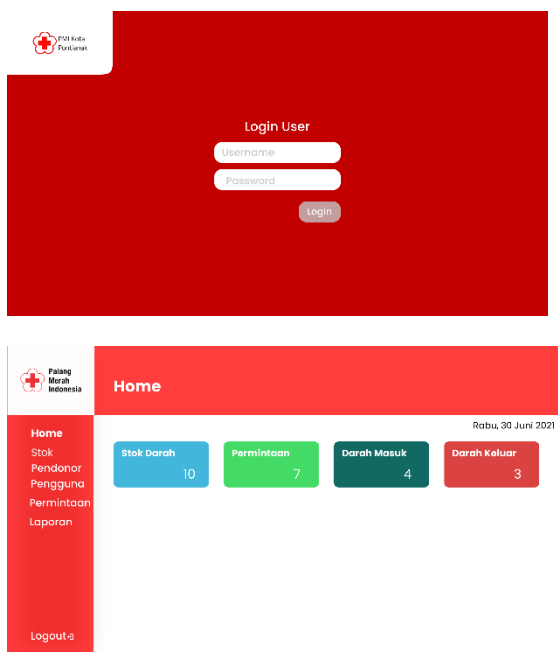 PMI Kota
Pontianak
Login User
Username
Password
Login
Palang
Merah
Indonesia
Home
Rabu, 30 Juni 2021
Home
Stok
Pendonor
Pengguna
Permintaan
Laporan
Logout
Stok Darah
10
Permintaan
7
Darah Masuk
4
Darah Keluar
3